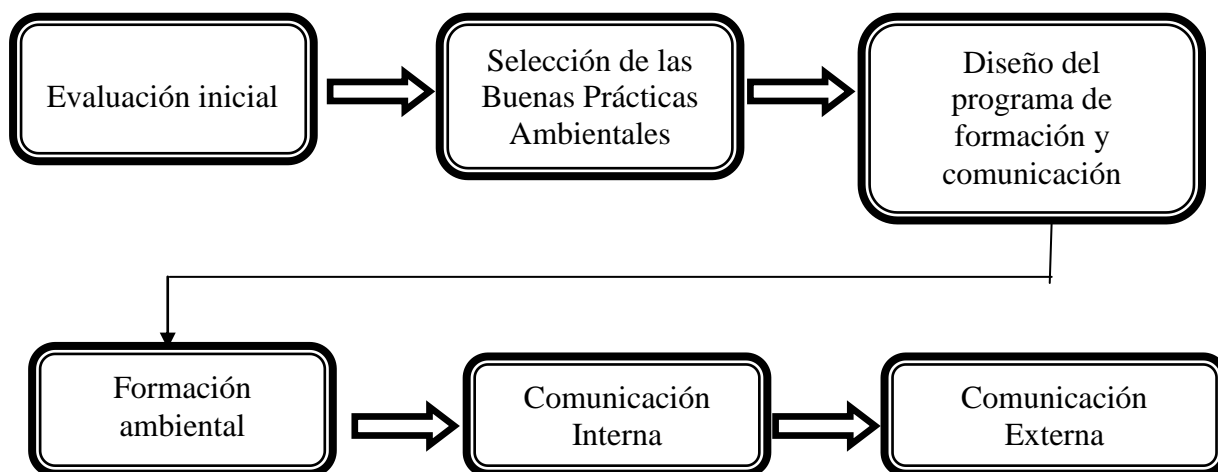 Evaluación inicial
Selección de las
Buenas Prácticas
Ambientales
Diseño del
programa de
formación y
comunicación
Formación
ambiental
Comunicación
Interna
Comunicación
Externa